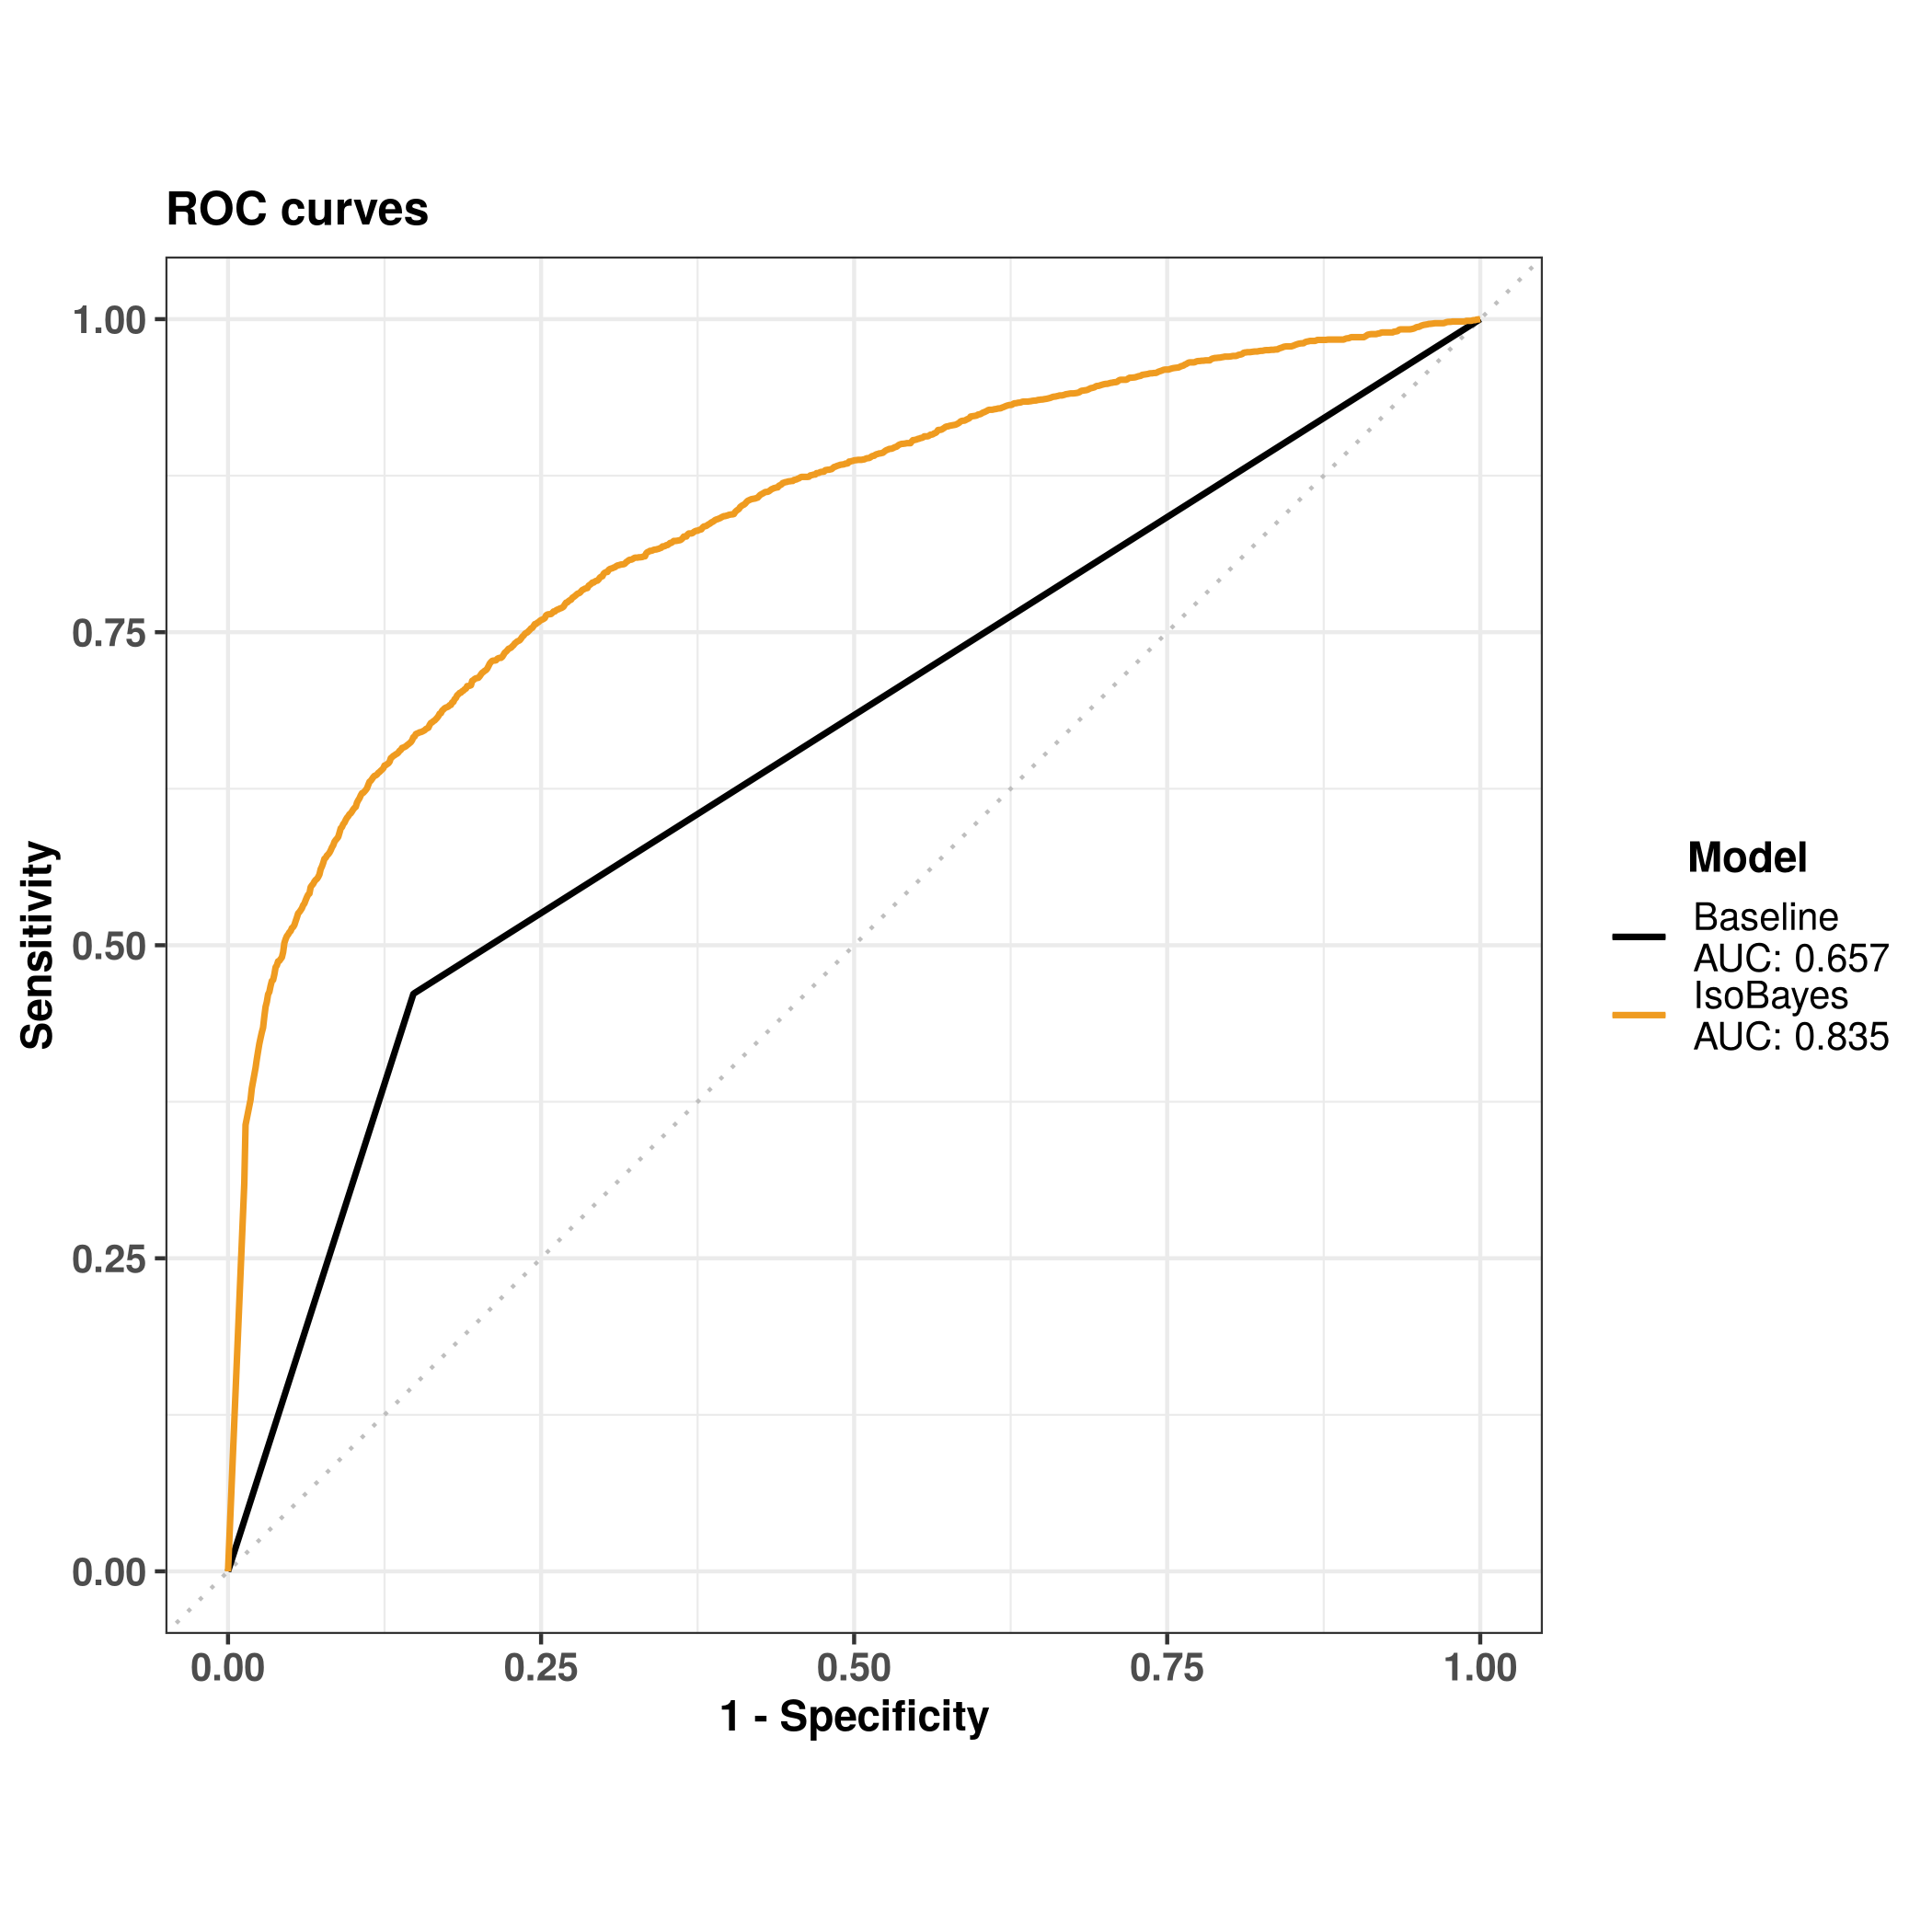 ROC curves
1.00
0.75
0.50
0.25
0.00
Sensitivity
0.00 0.25 0.50 0.75 1.00
1 - Specificity
Model
Baseline
AUC: 0.657
IsoBayes
AUC: 0.835